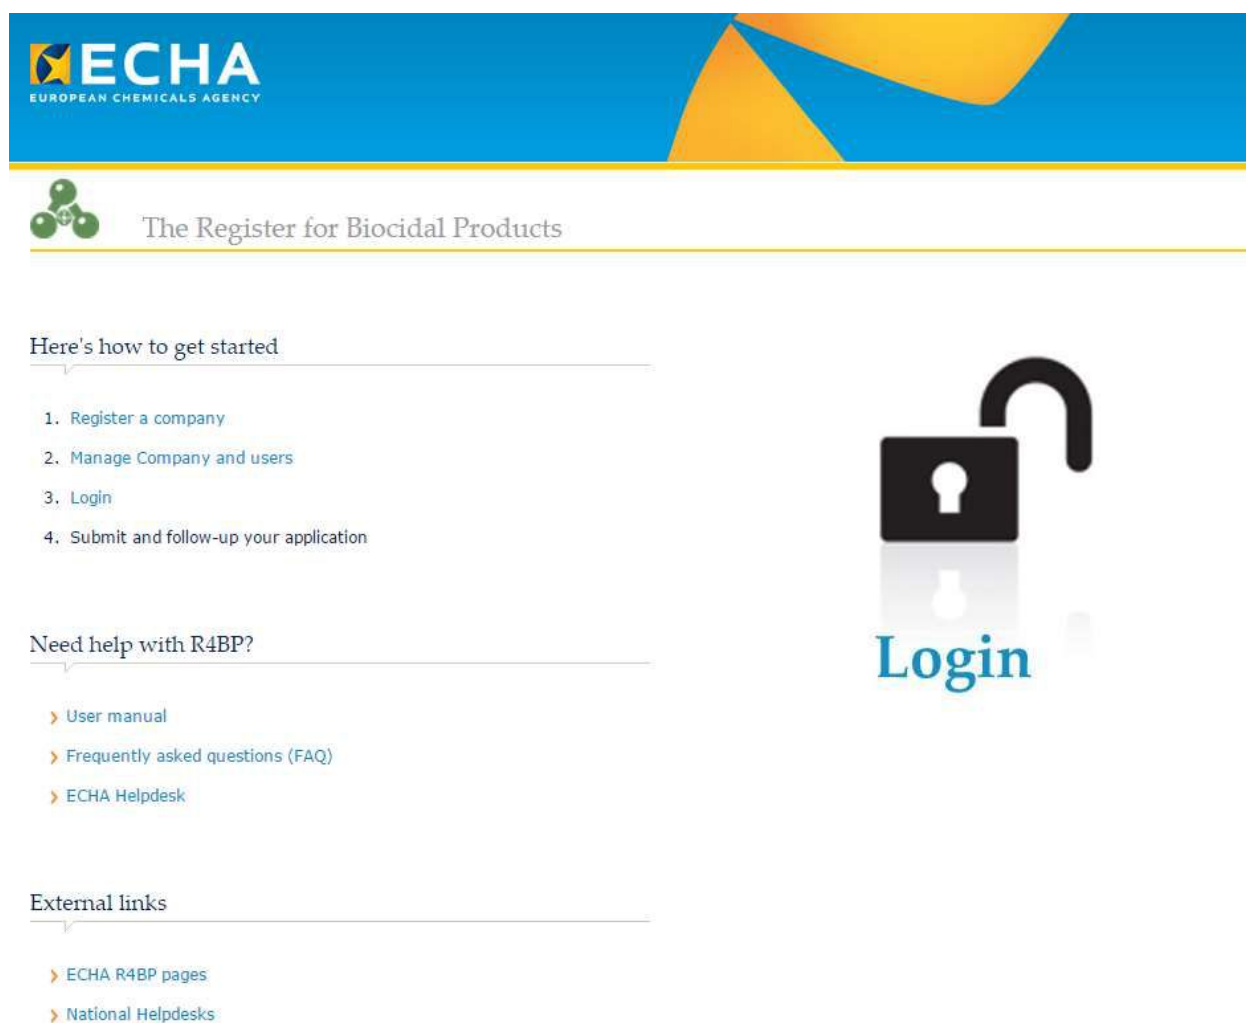 ECHA
EUROPEAN CHEMICALS AGENCY
The Register for Biocidal Products
Here's how to get started
1. Register a company
2. Manage Company and users
3. Login
4. Submit and follow-up your application
Login
Need help with R4BP?
User manual
Frequently asked questions (FAQ)
ECHA Helpdesk
External links
ECHA R4BP pages
National Helpdesks